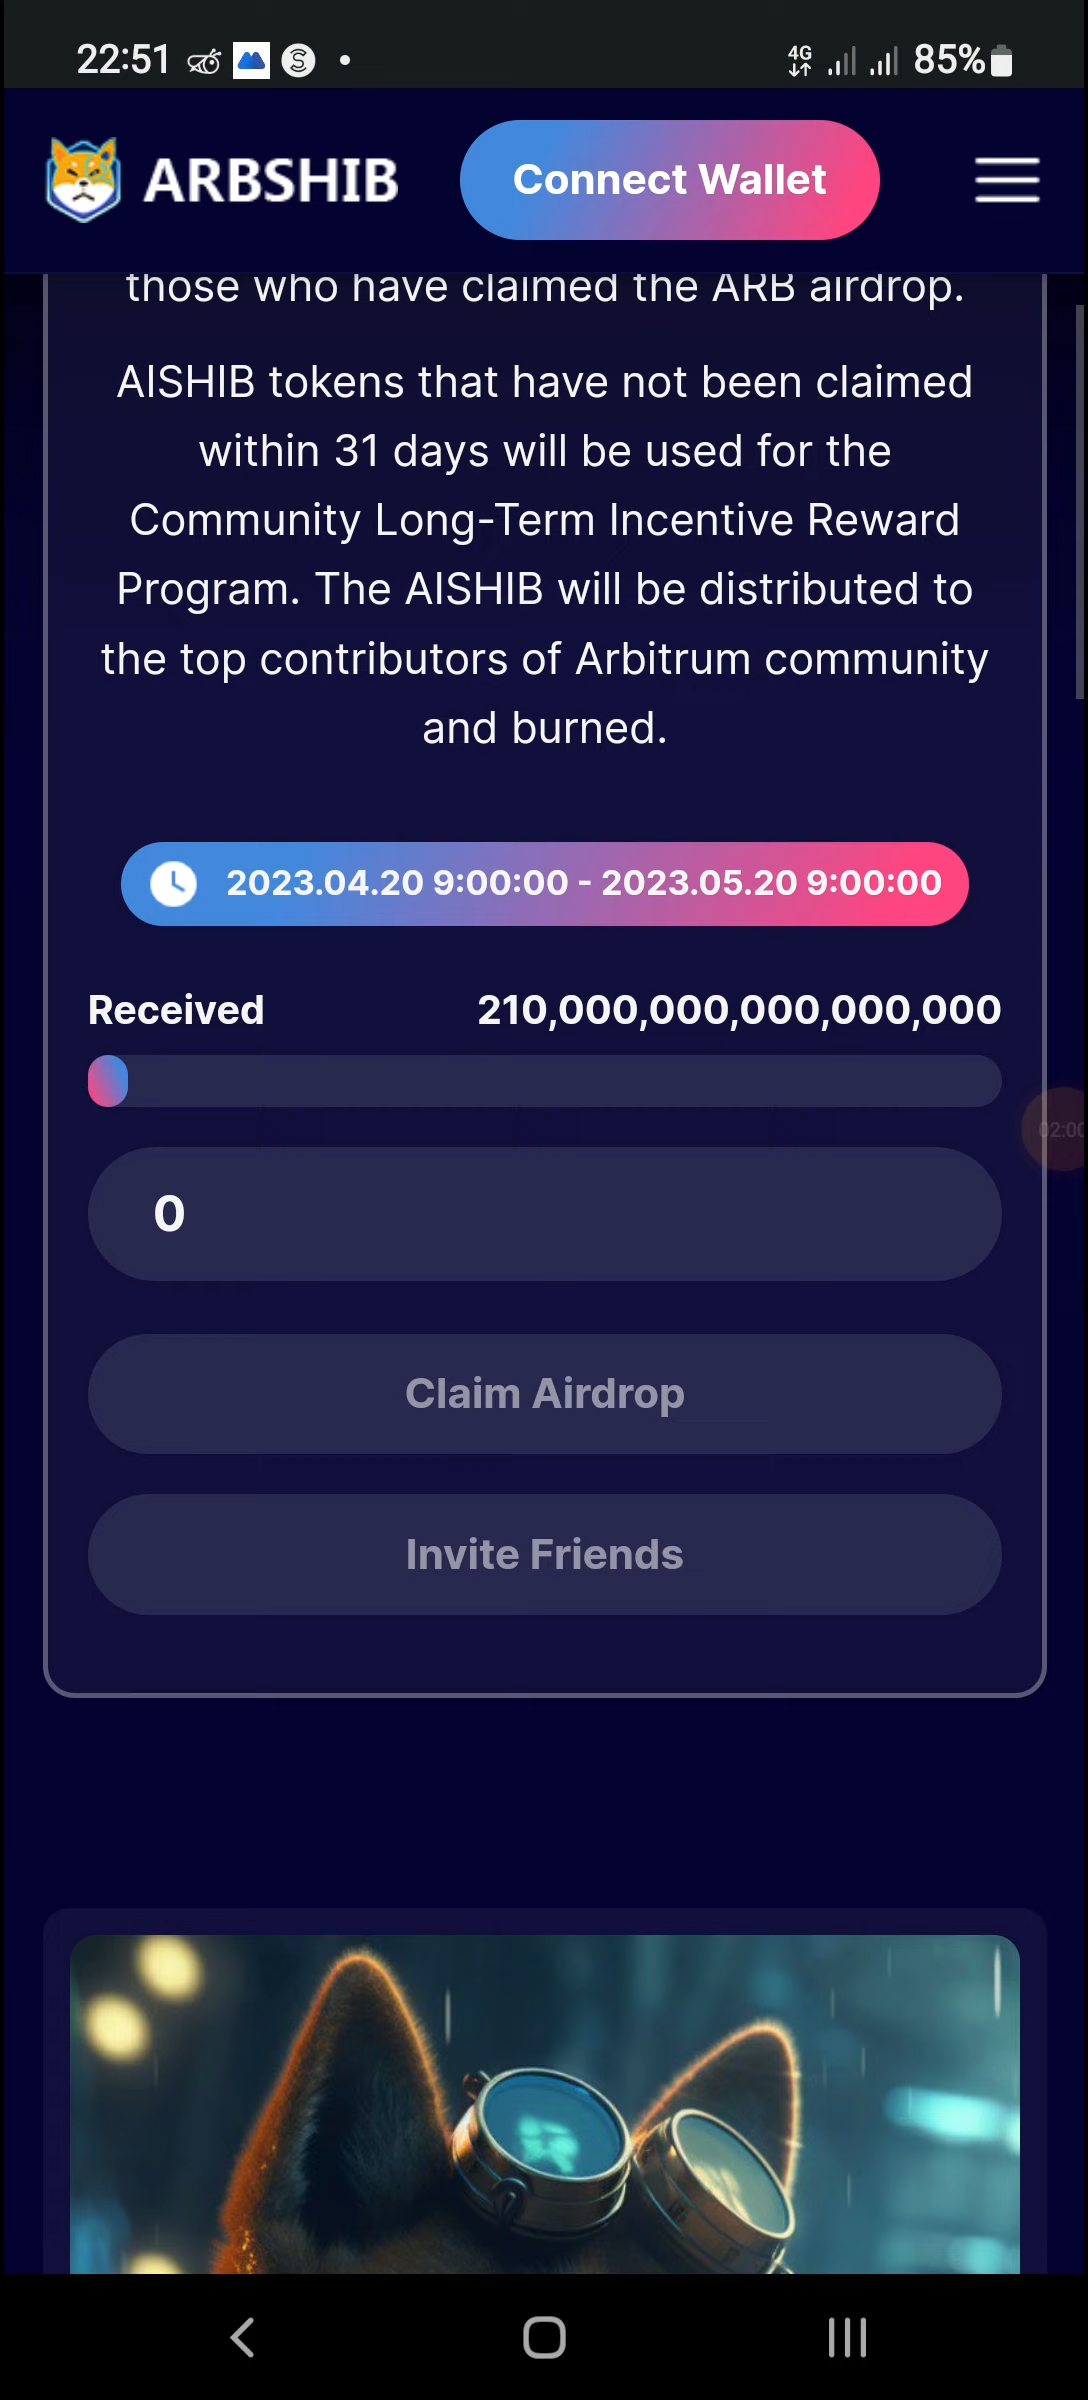 22:51 4G 85%
ARBSHIB Connect Wallet
those who have claimed the ARB airdrop.
AISHIB tokens that have not been claimed
within 31 days will be used for the
Community Long-Term Incentive Reward
Program. The AISHIB will be distributed to
the top contributors of Arbitrum community
and burned.
2023.04.20 9:00:00 - 2023.05.20 9:00:00
Received 210,000,000,000,000,000
02:00
0
Claim Airdrop
Invite Friends